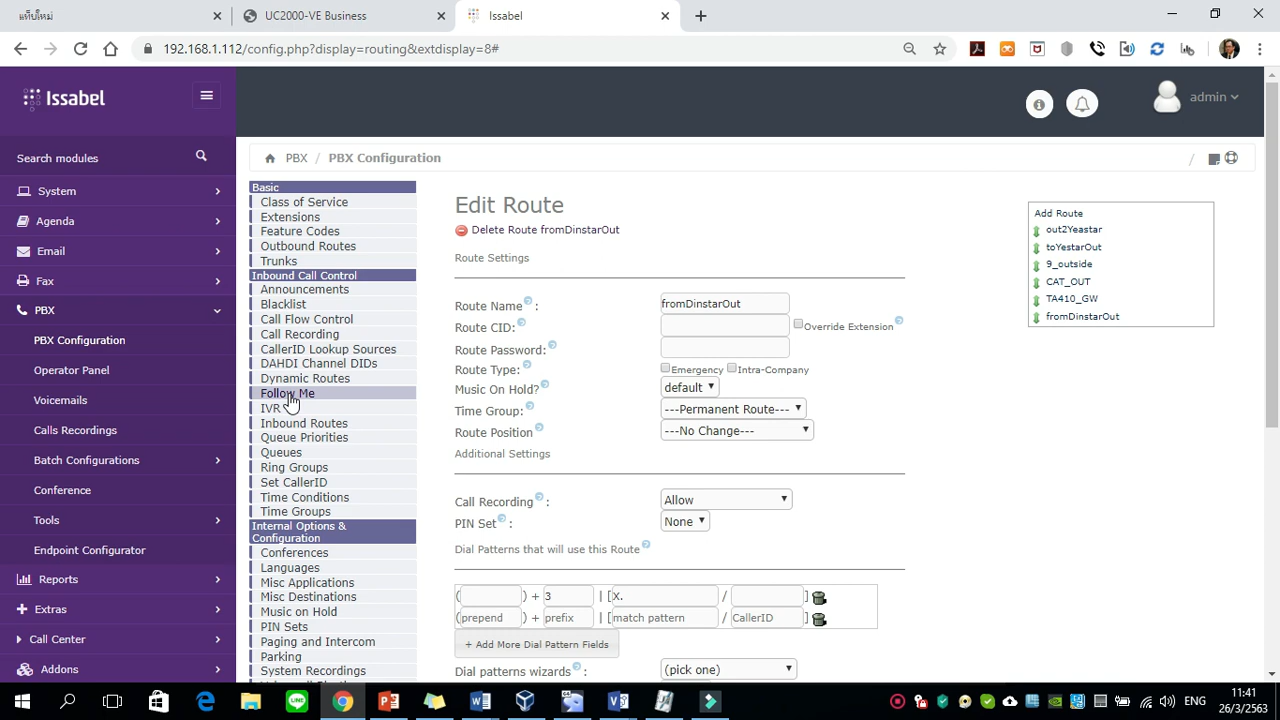 แท็บใหม่
UC2000-VE Business
Issabel
192.168.1.112/config.php?display=routing&extdisplay=8#
Issabel
admin
Search modules
System
Agenda
Email
Fax
PBX
PBX Configuration
Operator Panel
Voicemails
Calls Recordings
Batch Configurations
Conference
Tools
Endpoint Configurator
Reports
Extras
Call Center
Addons
PBX / PBX Configuration /
Basic
Class of Service
Extensions
Feature Codes
Outbound Routes
Trunks
Inbound Call Control
Announcements
Blacklist
Call Flow Control
Call Recording
CallerID Lookup Sources
DAHDI Channel DIDs
Dynamic Routes
Follow Me
IVR
Inbound Routes
Queue Priorities
Queues
Ring Groups
Set CallerID
Time Conditions
Time Groups
Internal Options &
Configuration
Conferences
Languages
Misc Applications
Misc Destinations
Music on Hold
PIN Sets
Paging and Intercom
Parking
System Recordings
Edit Route
Delete Route fromDinstarOut
Route Settings
Route Name : fromDinstarOut
Route CID: Override Extension
Route Password:
Route Type: Emergency Intra-Company
Music On Hold? default
Time Group: ---Permanent Route---
Route Position ---No Change---
Additional Settings
Call Recording : Allow
PIN Set : None
Dial Patterns that will use this Route
( ) + 3 | [X. / ]
(prepend ) + prefix | [match pattern / CallerID ]
+ Add More Dial Pattern Fields
Dial patterns wizards : (pick one)
Add Route
out2Yeastar
toYestarOut
9_outside
CAT_OUT
TA410_GW
fromDinstarOut
ENG
11:41
26/3/2563